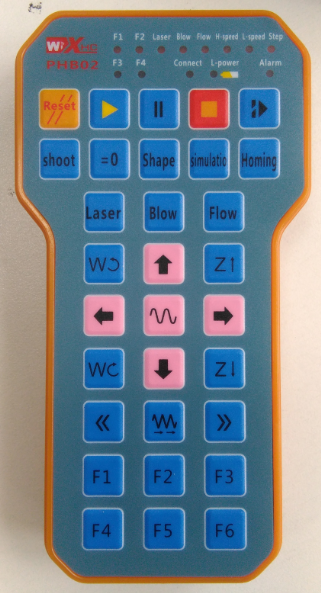 F1 F2 Laser Blow Flow H-speed L-speed Step
PHB02
F3 F4 Connect L-power Alarm
Reset
shoot =0 Shape simulatio Homing
Laser Blow Flow
W Z↑
WC Z↓
« »
F1 F2 F3
F4 F5 F6